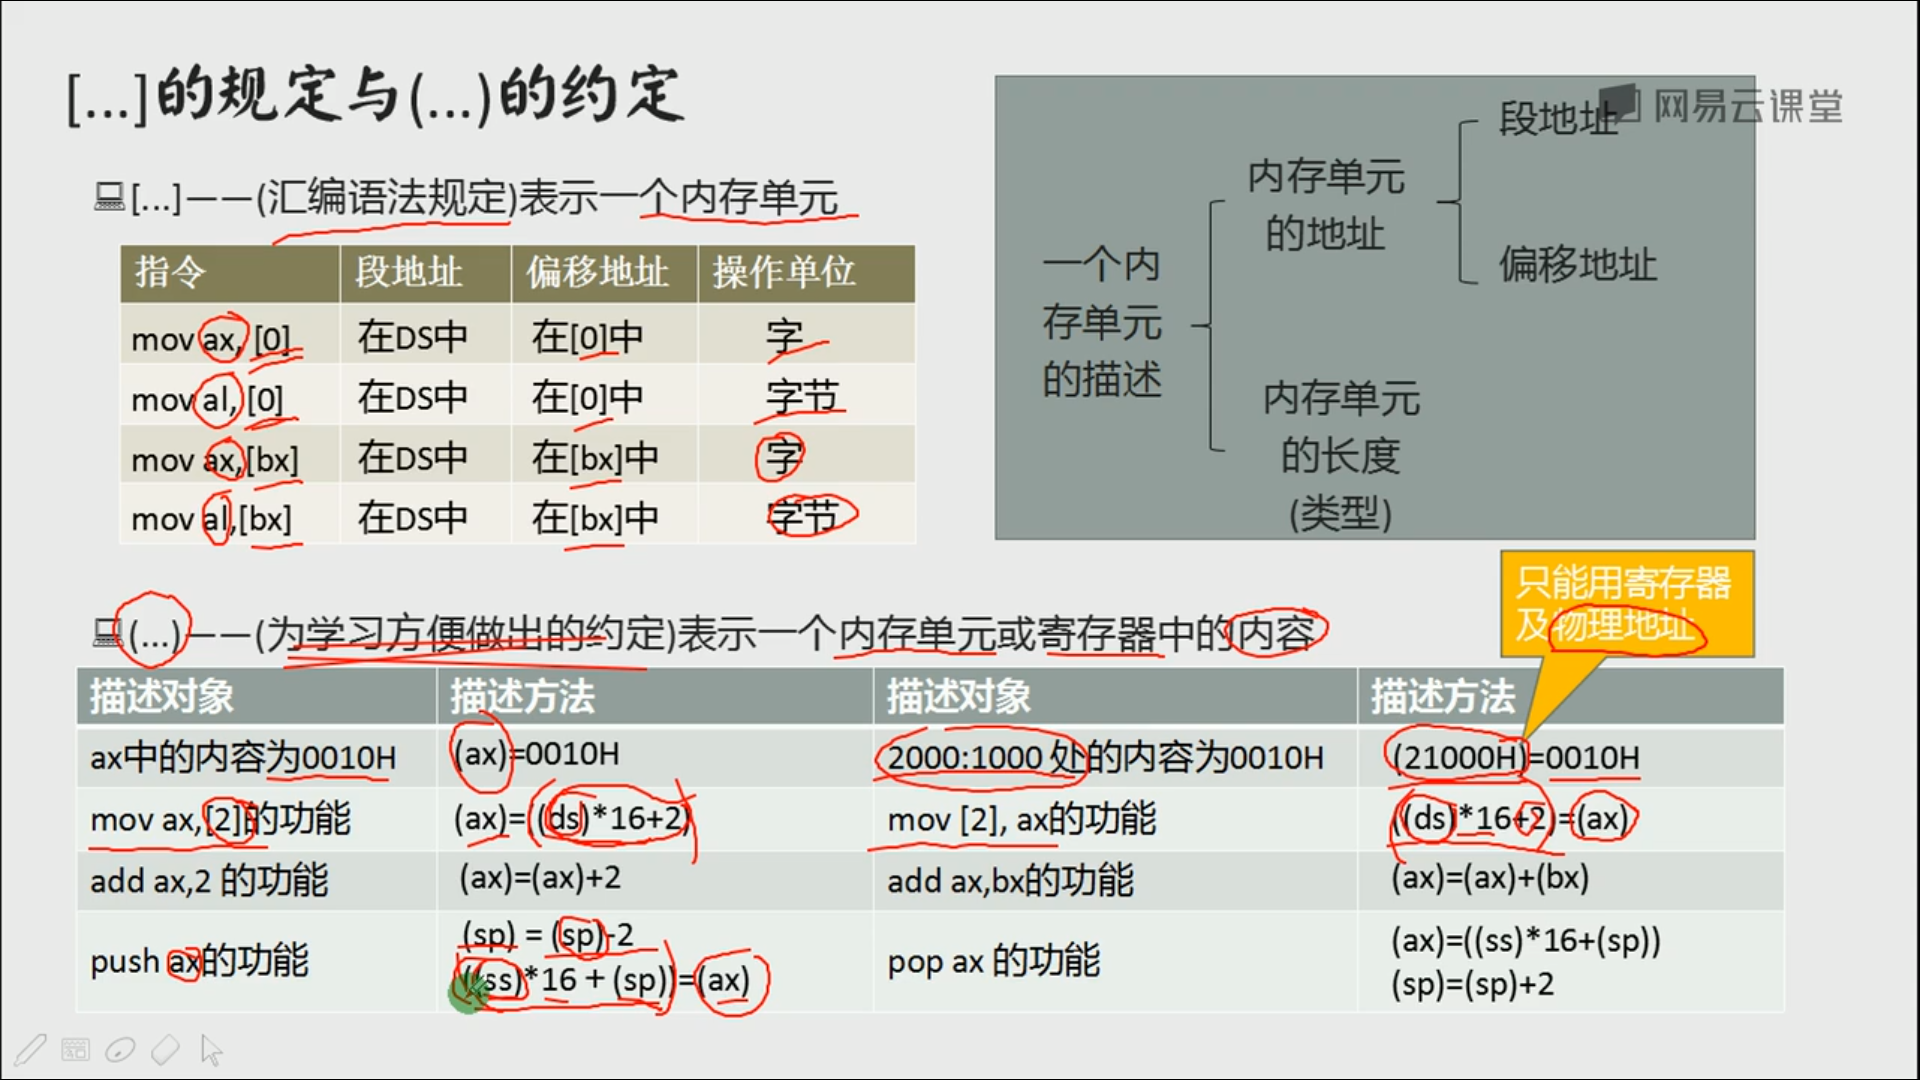 [...]的规定与(...)的约定
网易云课堂
[...]——(汇编语法规定)表示一个内存单元
指令 段地址 偏移地址 操作单位
mov ax, [0] 在DS中 在[0]中 字
mov al, [0] 在DS中 在[0]中 字节
mov ax,[bx] 在DS中 在[bx]中 字
mov al,[bx] 在DS中 在[bx]中 字节
一个内
存单元
的描述
内存单元
的地址
段地址
偏移地址
内存单元
的长度
(类型)
只能用寄存器
及物理地址
(...)——(为学习方便做出的约定)表示一个内存单元或寄存器中的内容
描述对象 描述方法 描述对象 描述方法
ax中的内容为0010H (ax)=0010H 2000:1000 处的内容为0010H (21000H)=0010H
mov ax,[2]的功能 (ax)=((ds)*16+2) mov [2], ax的功能 ((ds)*16+2)=(ax)
add ax,2 的功能 (ax)=(ax)+2 add ax,bx的功能 (ax)=(ax)+(bx)
push ax的功能 (sp) = (sp)-2
((ss)*16 + (sp))=(ax)
pop ax 的功能 (ax)=((ss)*16+(sp))
(sp)=(sp)+2